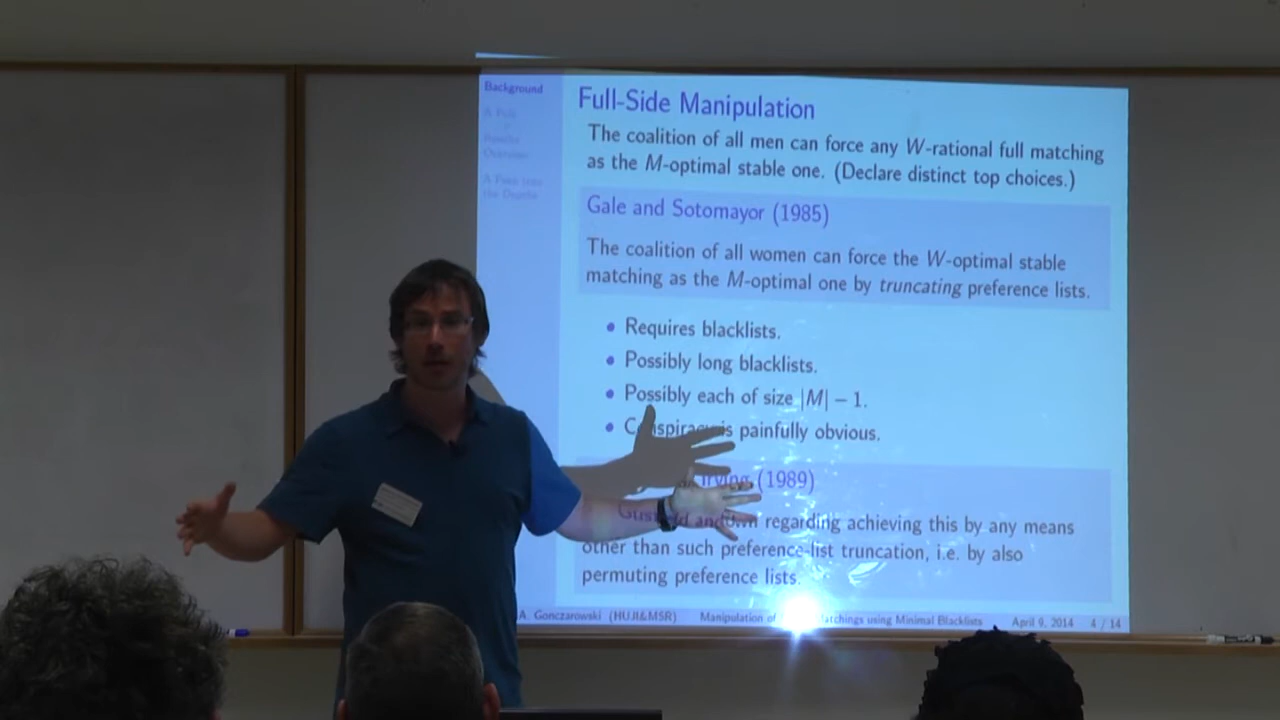 Background
Full-Side Manipulation
The coalition of all men can force any W-rational full matching
as the M-optimal stable one. (Declare distinct top choices.)
Gale and Sotomayor (1985)
The coalition of all women can force the W-optimal stable
matching as the M-optimal one by truncating preference lists.
• Requires blacklists.
• Possibly long blacklists.
• Possibly each of size |M| − 1.
• is painfully obvious.
Irving (1989)
regarding achieving this by any means
other than such preference-list truncation, i.e. by also
permuting preference lists.
A Gonczarowski (HUJI&MSR) Manipulation of using Minimal Blacklists April 9, 2014 4 / 14